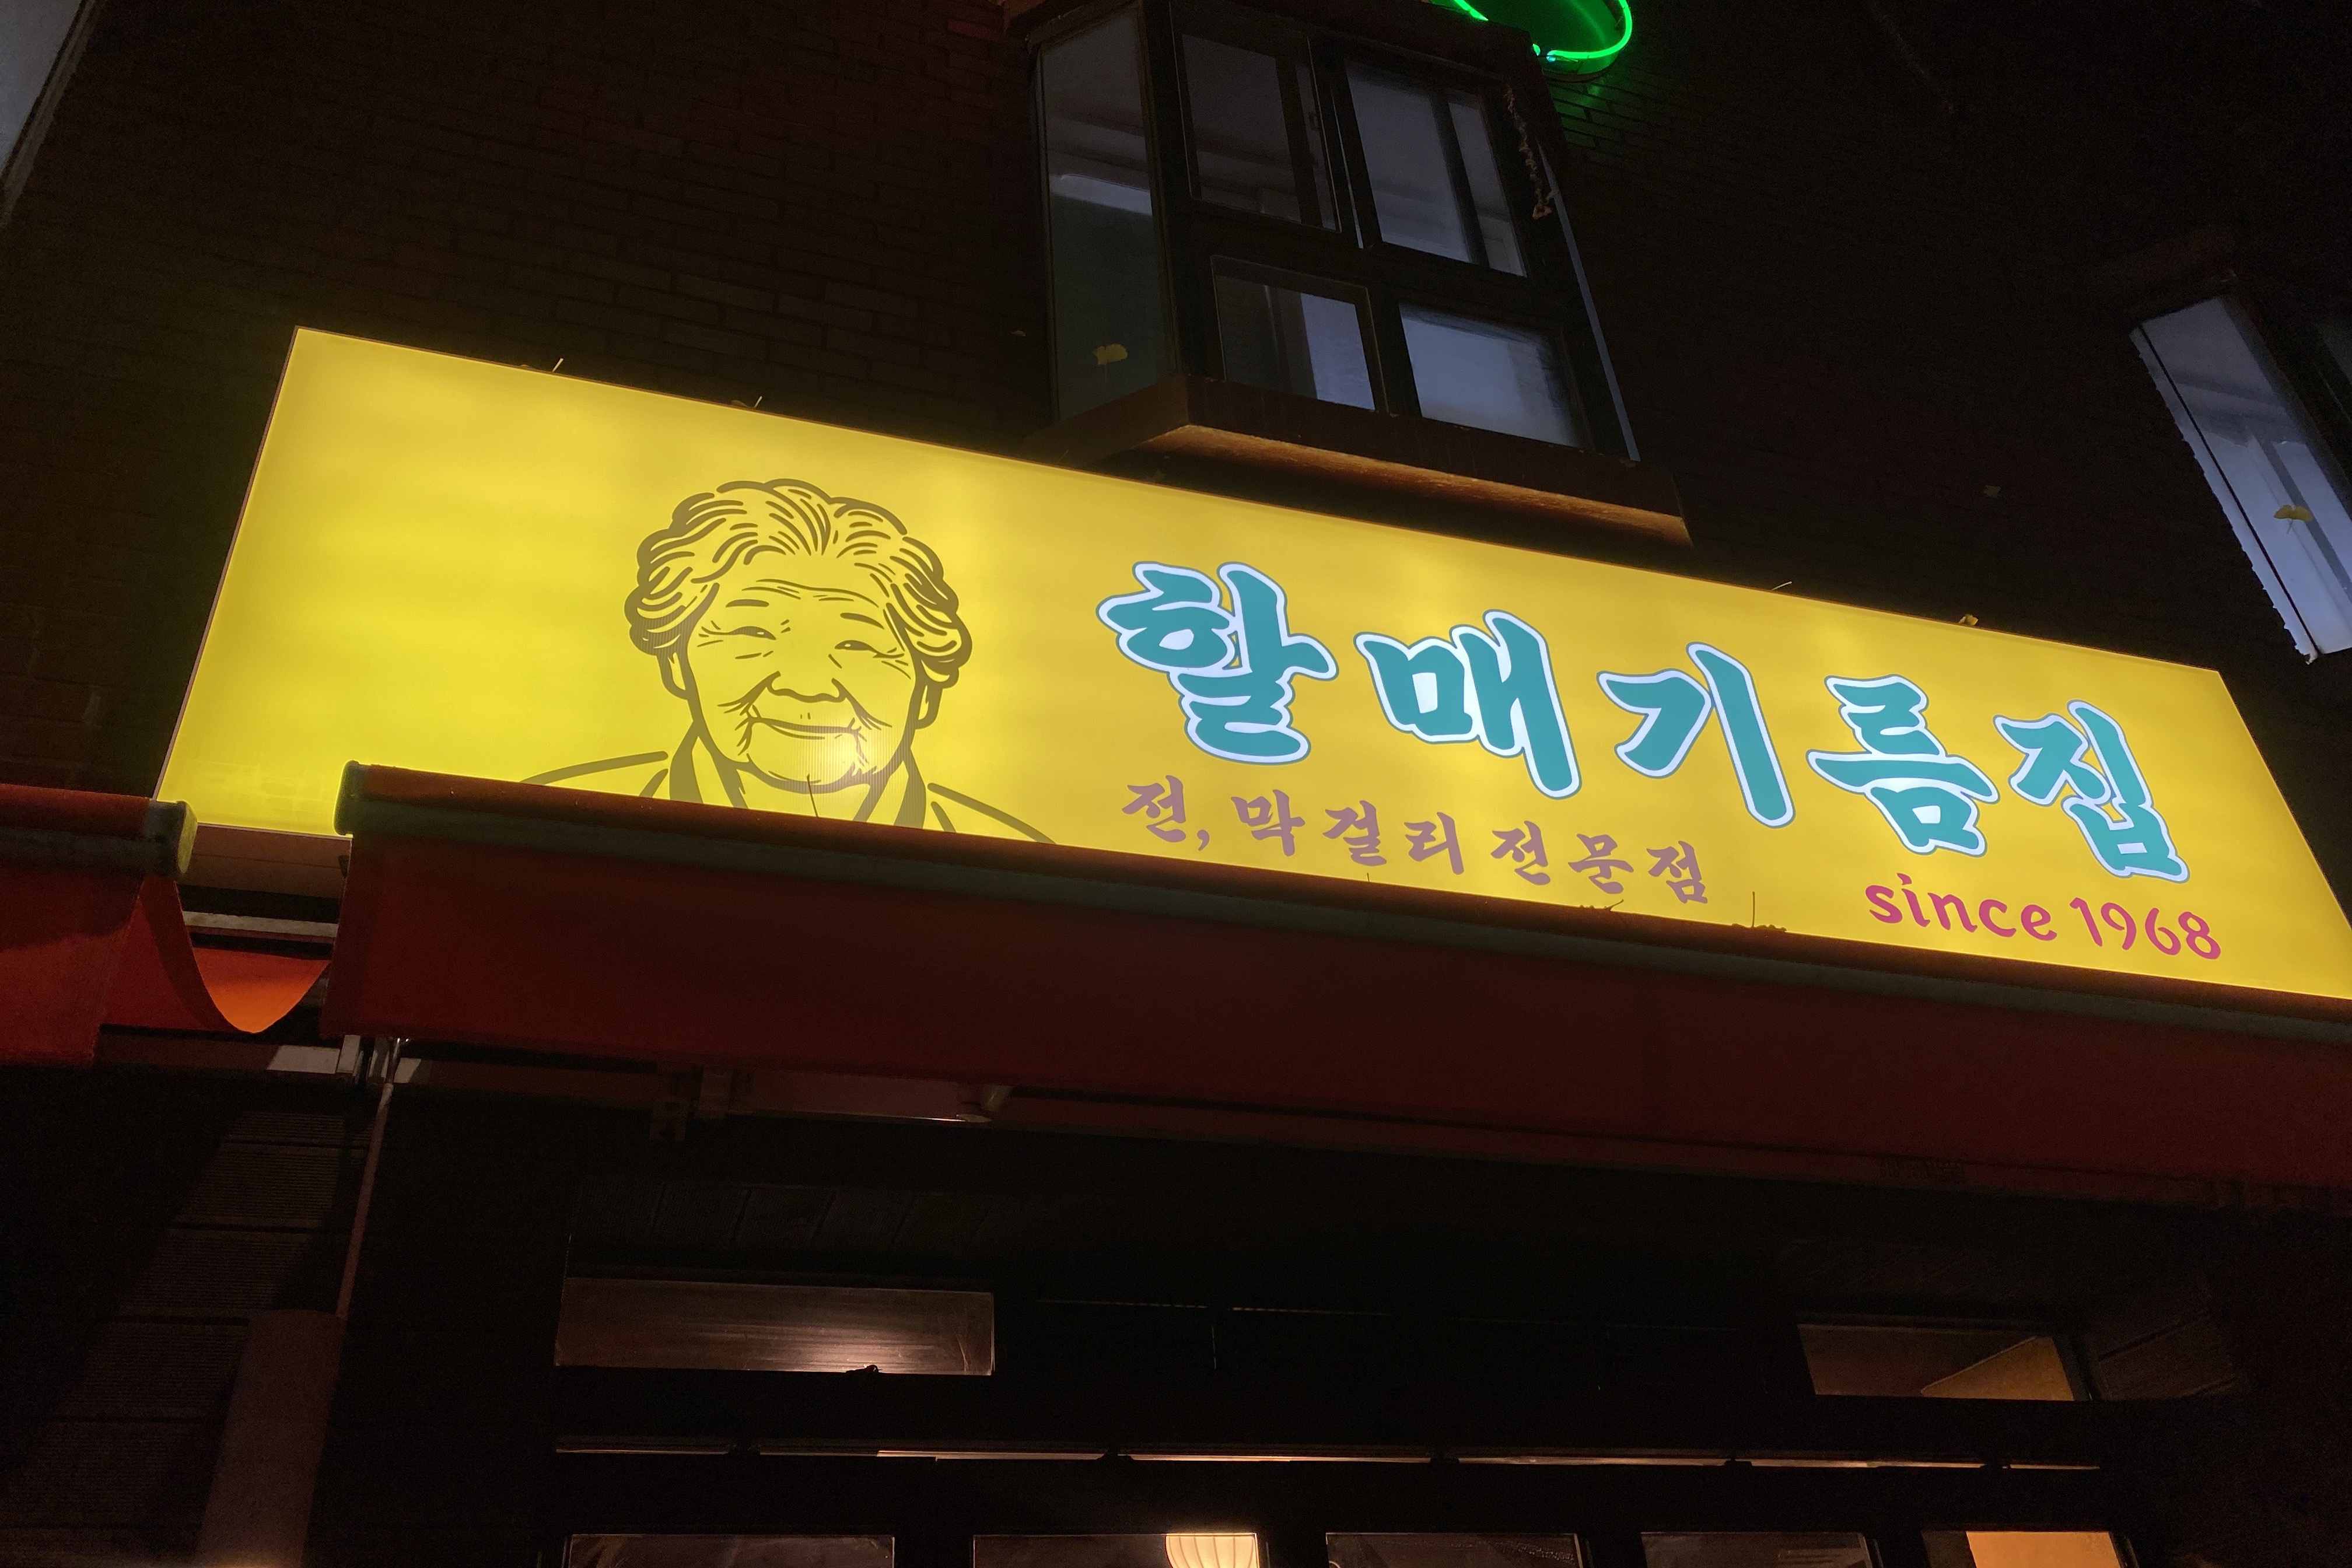 할매기름집
전, 막걸리 전문점
since 1968